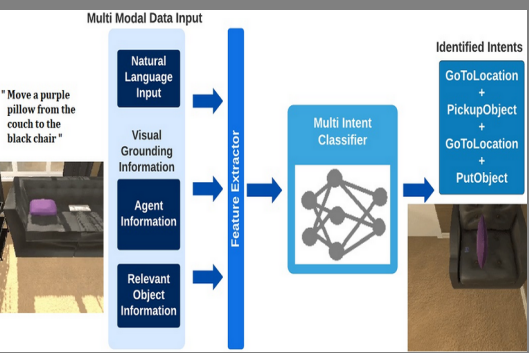 Multi Modal Data Input
" Move a purple
pillow from the
couch to the
black chair "
Natural
Language
Input
Visual
Grounding
Information
Agent
Information
Relevant
Object
Information
Feature Extractor
Multi Intent
Classifier
Identified Intents
GoToLocation
+
PickupObject
+
GoToLocation
+
PutObject